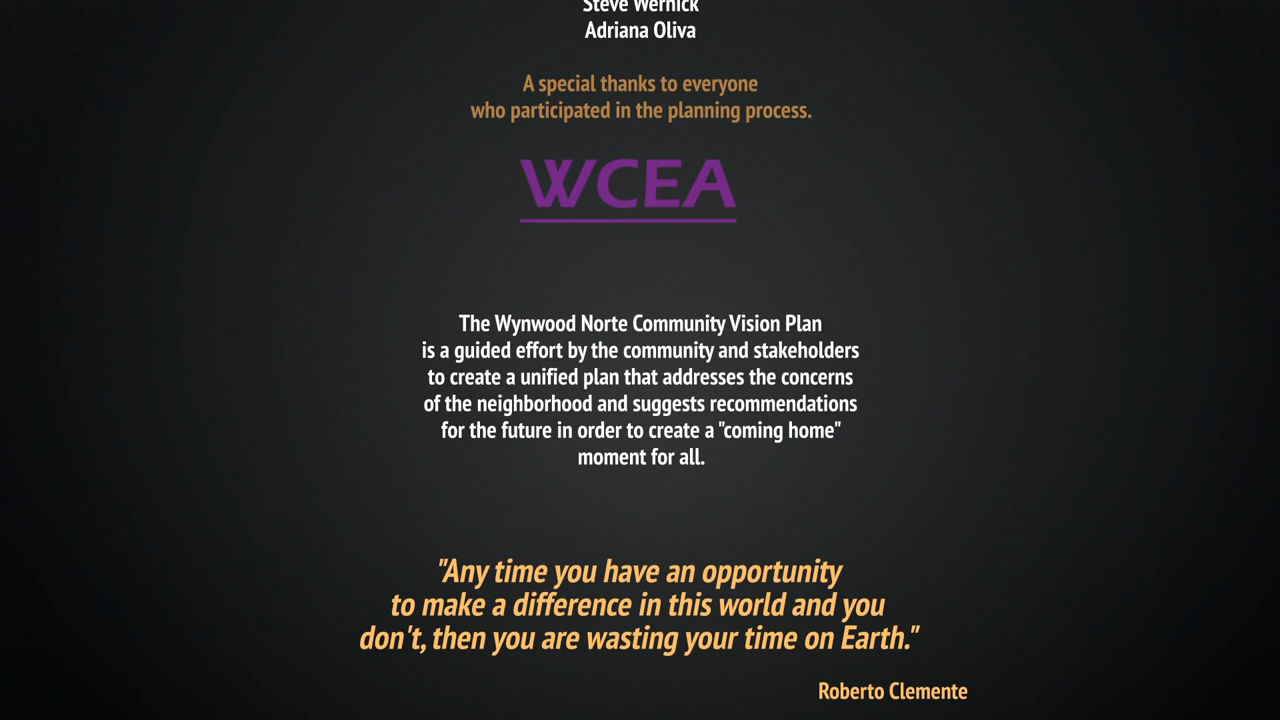 Steve Wernick
Adriana Oliva
A special thanks to everyone
who participated in the planning process.
WCEA
The Wynwood Norte Community Vision Plan
is a guided effort by the community and stakeholders
to create a unified plan that addresses the concerns
of the neighborhood and suggests recommendations
for the future in order to create a "coming home"
moment for all.
"Any time you have an opportunity
to make a difference in this world and you
don't, then you are wasting your time on Earth."
Roberto Clemente